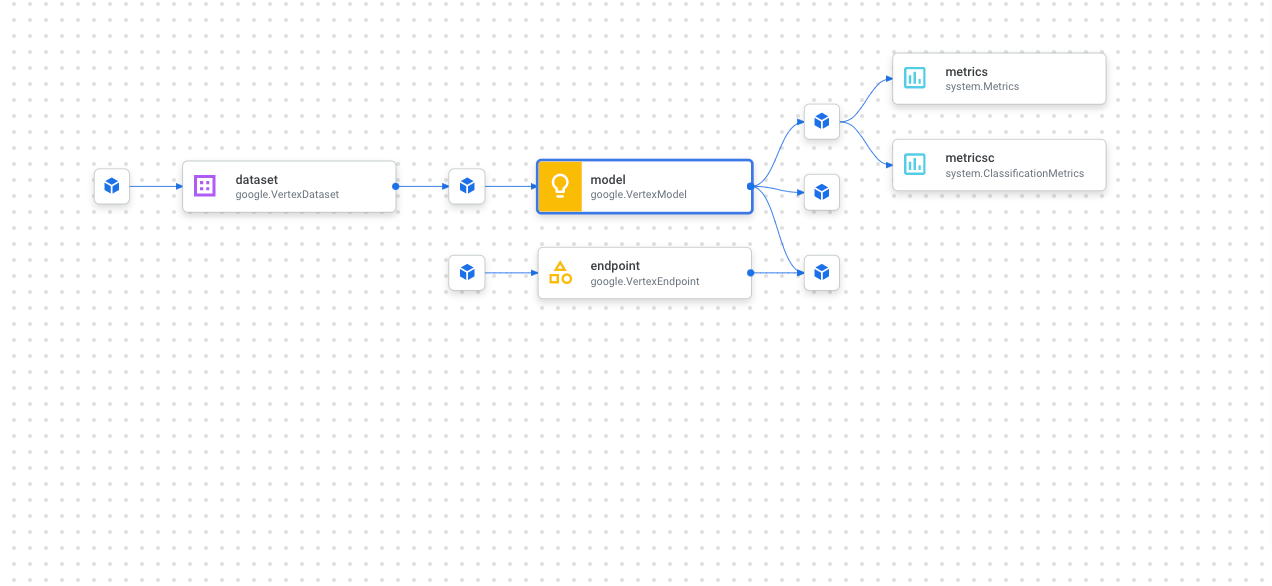 metrics
system.Metrics
metricsc
system.ClassificationMetrics
dataset
google.VertexDataset
model
google.VertexModel
endpoint
google.VertexEndpoint